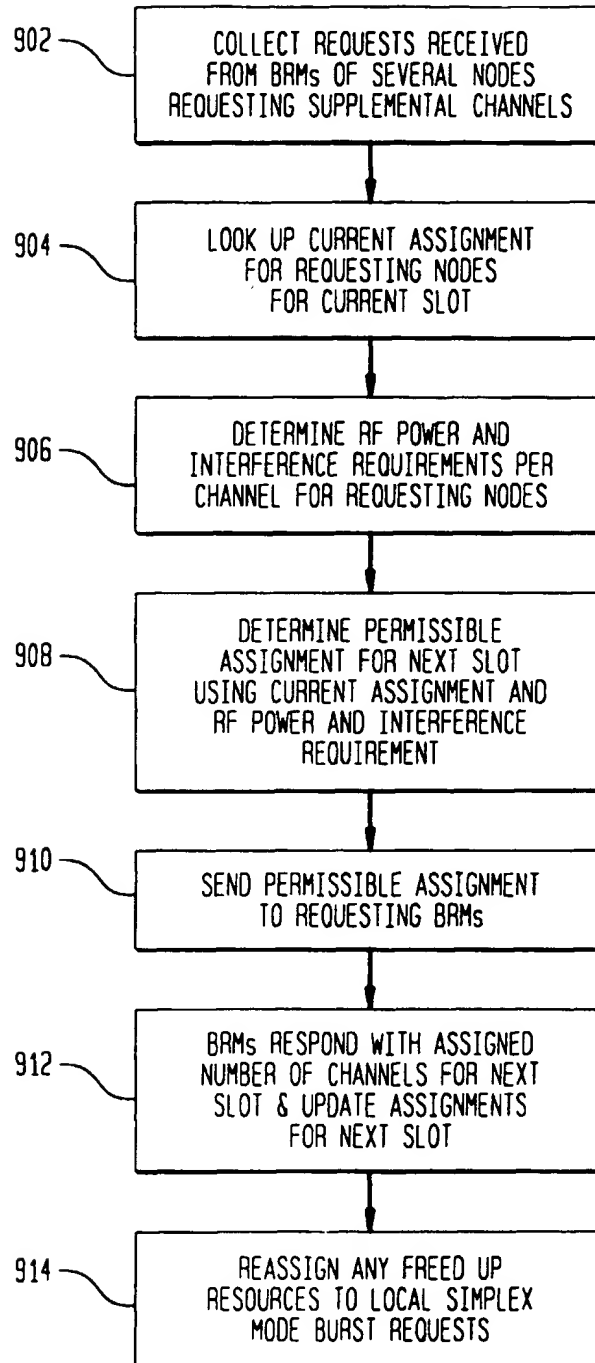 902
COLLECT REQUESTS RECEIVED
FROM BRMs OF SEVERAL NODES
REQUESTING SUPPLEMENTAL CHANNELS
904
LOOK UP CURRENT ASSIGNMENT
FOR REQUESTING NODES
FOR CURRENT SLOT
906
DETERMINE RF POWER AND
INTERFERENCE REQUIREMENTS PER
CHANNEL FOR REQUESTING NODES
908
DETERMINE PERMISSIBLE
ASSIGNMENT FOR NEXT SLOT
USING CURRENT ASSIGNMENT AND
RF POWER AND INTERFERENCE
REQUIREMENT
910
SEND PERMISSIBLE ASSIGNMENT
TO REQUESTING BRMs
912
BRMs RESPOND WITH ASSIGNED
NUMBER OF CHANNELS FOR NEXT
SLOT & UPDATE ASSIGNMENTS
FOR NEXT SLOT
914
REASSIGN ANY FREED UP
RESOURCES TO LOCAL SIMPLEX
MODE BURST REQUESTS